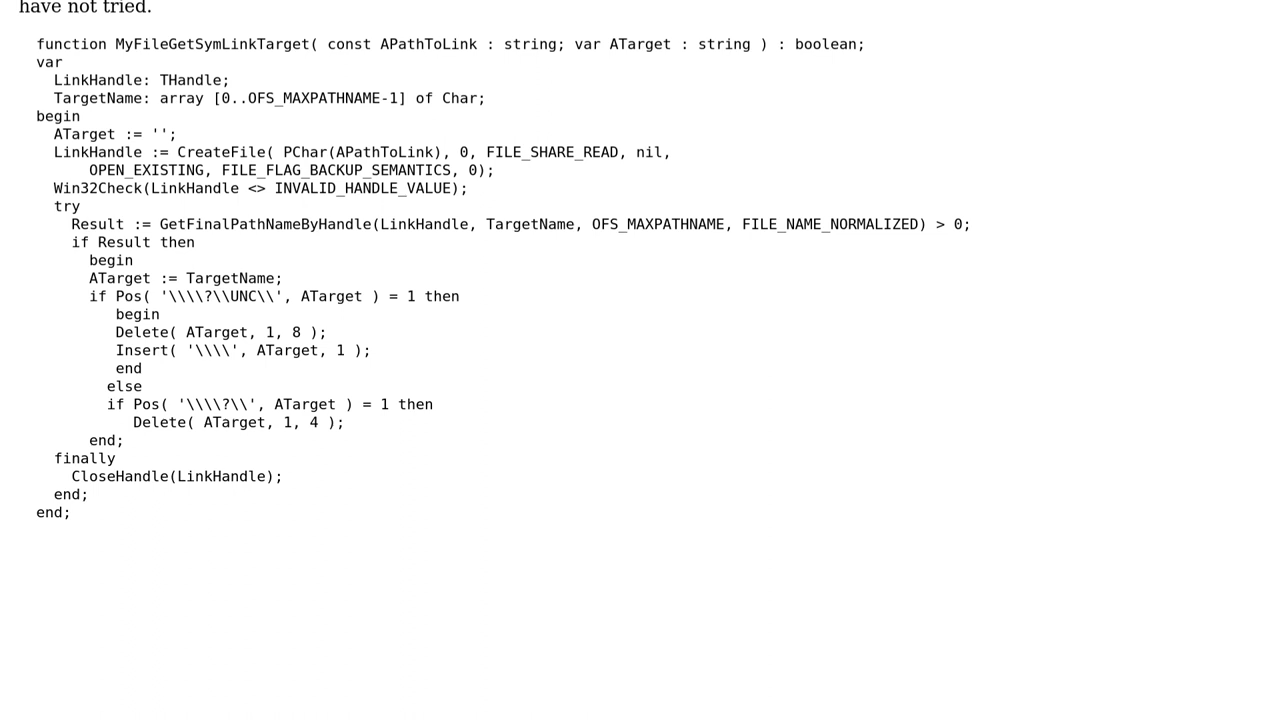 have not tried.
function MyFileGetSymLinkTarget( const APathToLink : string; var ATarget : string ) : boolean;
var
  LinkHandle: THandle;
  TargetName: array [0..OFS_MAXPATHNAME-1] of Char;
begin
  ATarget := '';
  LinkHandle := CreateFile( PChar(APathToLink), 0, FILE_SHARE_READ, nil,
      OPEN_EXISTING, FILE_FLAG_BACKUP_SEMANTICS, 0);
  Win32Check(LinkHandle <> INVALID_HANDLE_VALUE);
  try
    Result := GetFinalPathNameByHandle(LinkHandle, TargetName, OFS_MAXPATHNAME, FILE_NAME_NORMALIZED) > 0;
    if Result then
      begin
      ATarget := TargetName;
      if Pos( '\\\\?\\UNC\\', ATarget ) = 1 then
         begin
         Delete( ATarget, 1, 8 );
         Insert( '\\\\', ATarget, 1 );
         end
        else
        if Pos( '\\\\?\\', ATarget ) = 1 then
           Delete( ATarget, 1, 4 );
      end;
  finally
    CloseHandle(LinkHandle);
  end;
end;